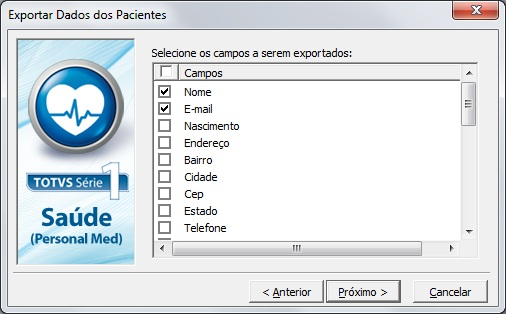 Exportar Dados dos Pacientes
Selecione os campos a serem exportados:
Campos
Nome
E-mail
Nascimento
Endereço
Bairro
Cidade
Cep
Estado
Telefone
TOTVS Série 1
Saúde
(Personal Med)
< Anterior
Próximo >
Cancelar